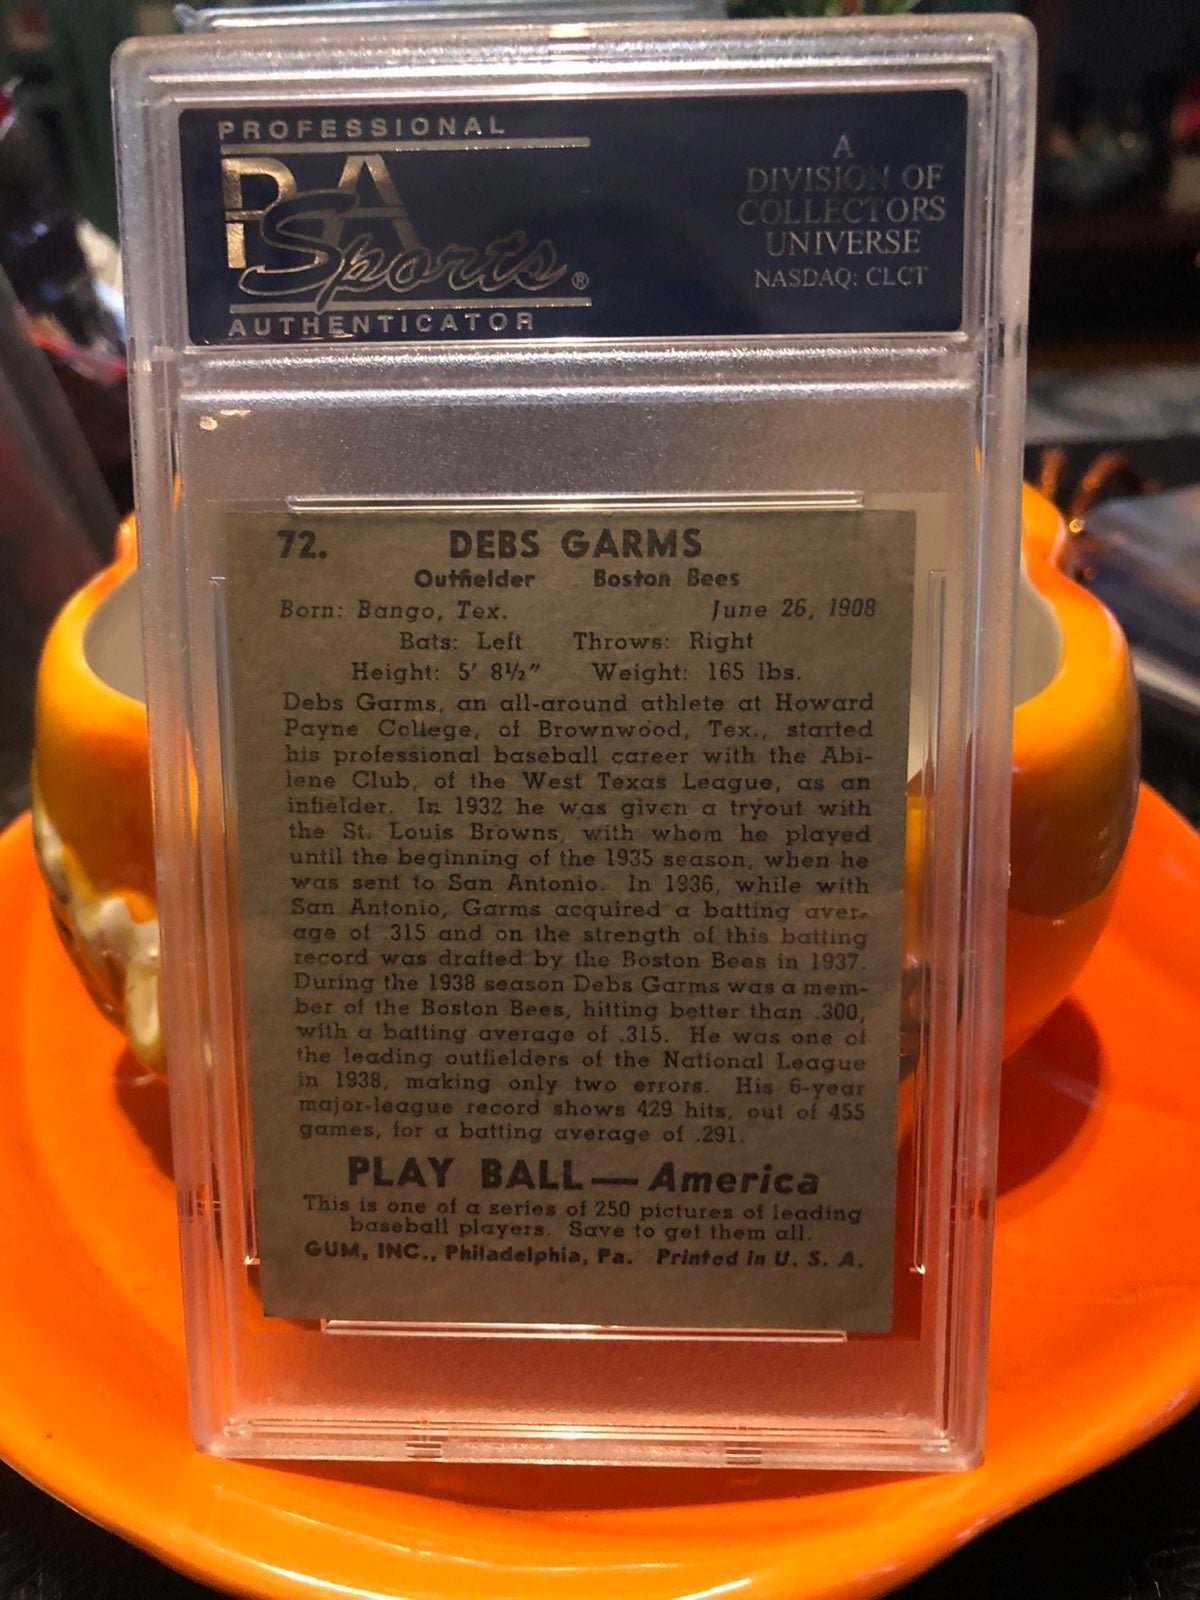 PROFESSIONAL
PSA
Sports®
AUTHENTICATOR
A
DIVISION OF
COLLECTORS
UNIVERSE
NASDAQ: CLCT
72. DEBS GARMS
Outfielder Boston Bees
Born: Bango, Tex. June 26, 1908
Bats: Left Throws: Right
Height: 5′ 8½″ Weight: 165 lbs.
Debs Garms, an all-around athlete at Howard
Payne College, of Brownwood, Tex., started
his professional baseball career with the Abi-
lene Club, of the West Texas League, as an
infielder. In 1932 he was given a tryout with
the St. Louis Browns, with whom he played
until the beginning of the 1935 season, when he
was sent to San Antonio. In 1936, while with
San Antonio, Garms acquired a batting aver-
age of .315 and on the strength of this batting
record was drafted by the Boston Bees in 1937.
During the 1938 season Debs Garms was a mem-
ber of the Boston Bees, hitting better than .300,
with a batting average of .315. He was one of
the leading outfielders of the National League
in 1938, making only two errors. His 6-year
major-league record shows 429 hits, out of 455
games, for a batting average of .291.
PLAY BALL—America
This is one of a series of 250 pictures of leading
baseball players. Save to get them all.
GUM, INC., Philadelphia, Pa. Printed in U. S. A.